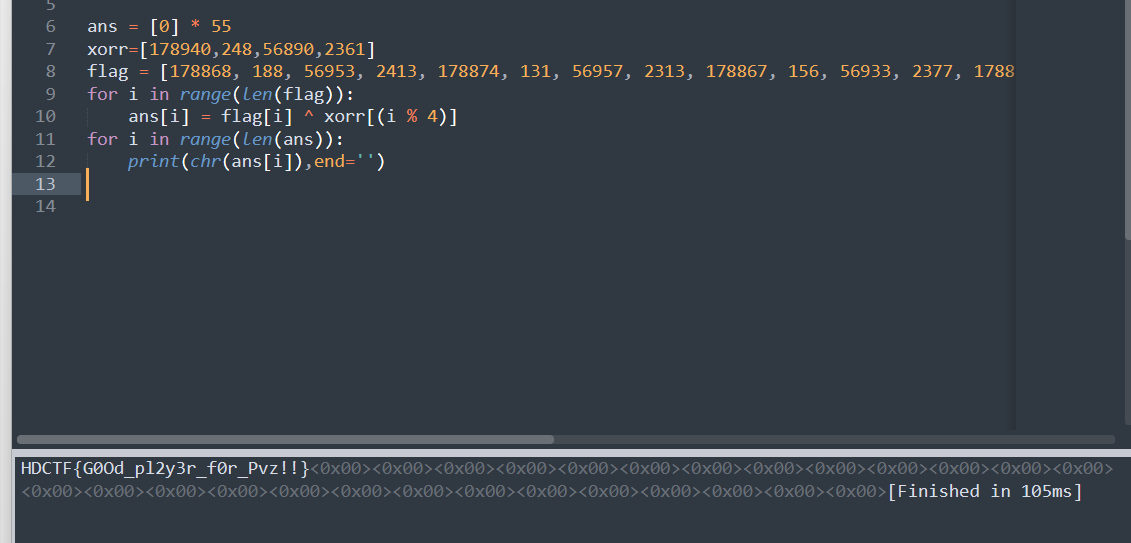 5
6 ans = [0] * 55
7 xorr=[178940,248,56890,2361]
8 flag = [178868, 188, 56953, 2413, 178874, 131, 56957, 2313, 178867, 156, 56933, 2377, 1788
9 for i in range(len(flag)):
10 ans[i] = flag[i] ^ xorr[(i % 4)]
11 for i in range(len(ans)):
12 print(chr(ans[i]),end='')
13
14
HDCTF{G0Od_pl2y3r_f0r_Pvz!!}<0x00><0x00><0x00><0x00><0x00><0x00><0x00><0x00><0x00><0x00><0x00><0x00><0x00>
<0x00><0x00><0x00><0x00><0x00><0x00><0x00><0x00><0x00><0x00><0x00><0x00><0x00><0x00>[Finished in 105ms]